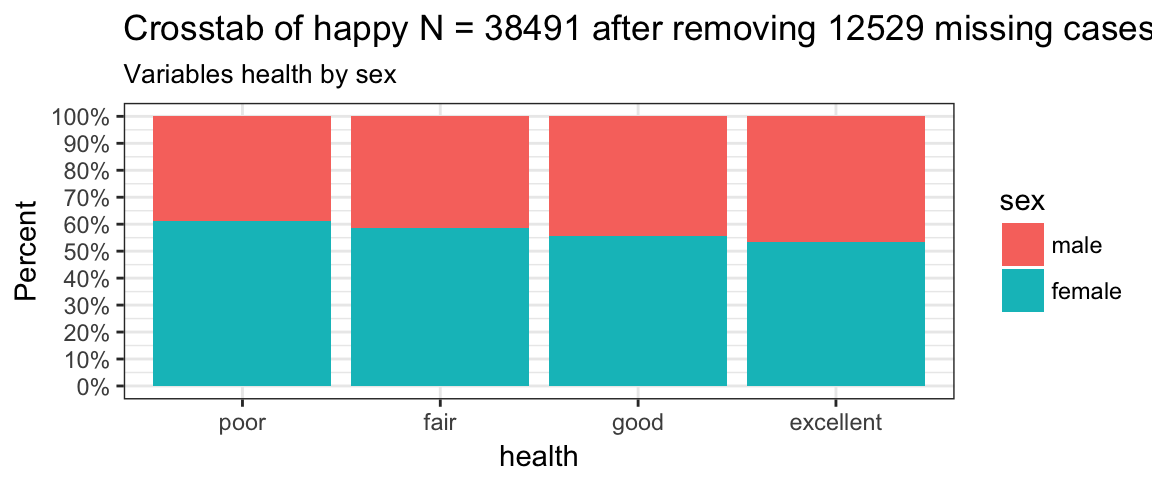 Crosstab of happy N = 38491 after removing 12529 missing cases
Variables health by sex
100%
90%
80%
70%
60%
50%
40%
30%
20%
10%
0%
Percent
poor fair good excellent
health
sex
male
female